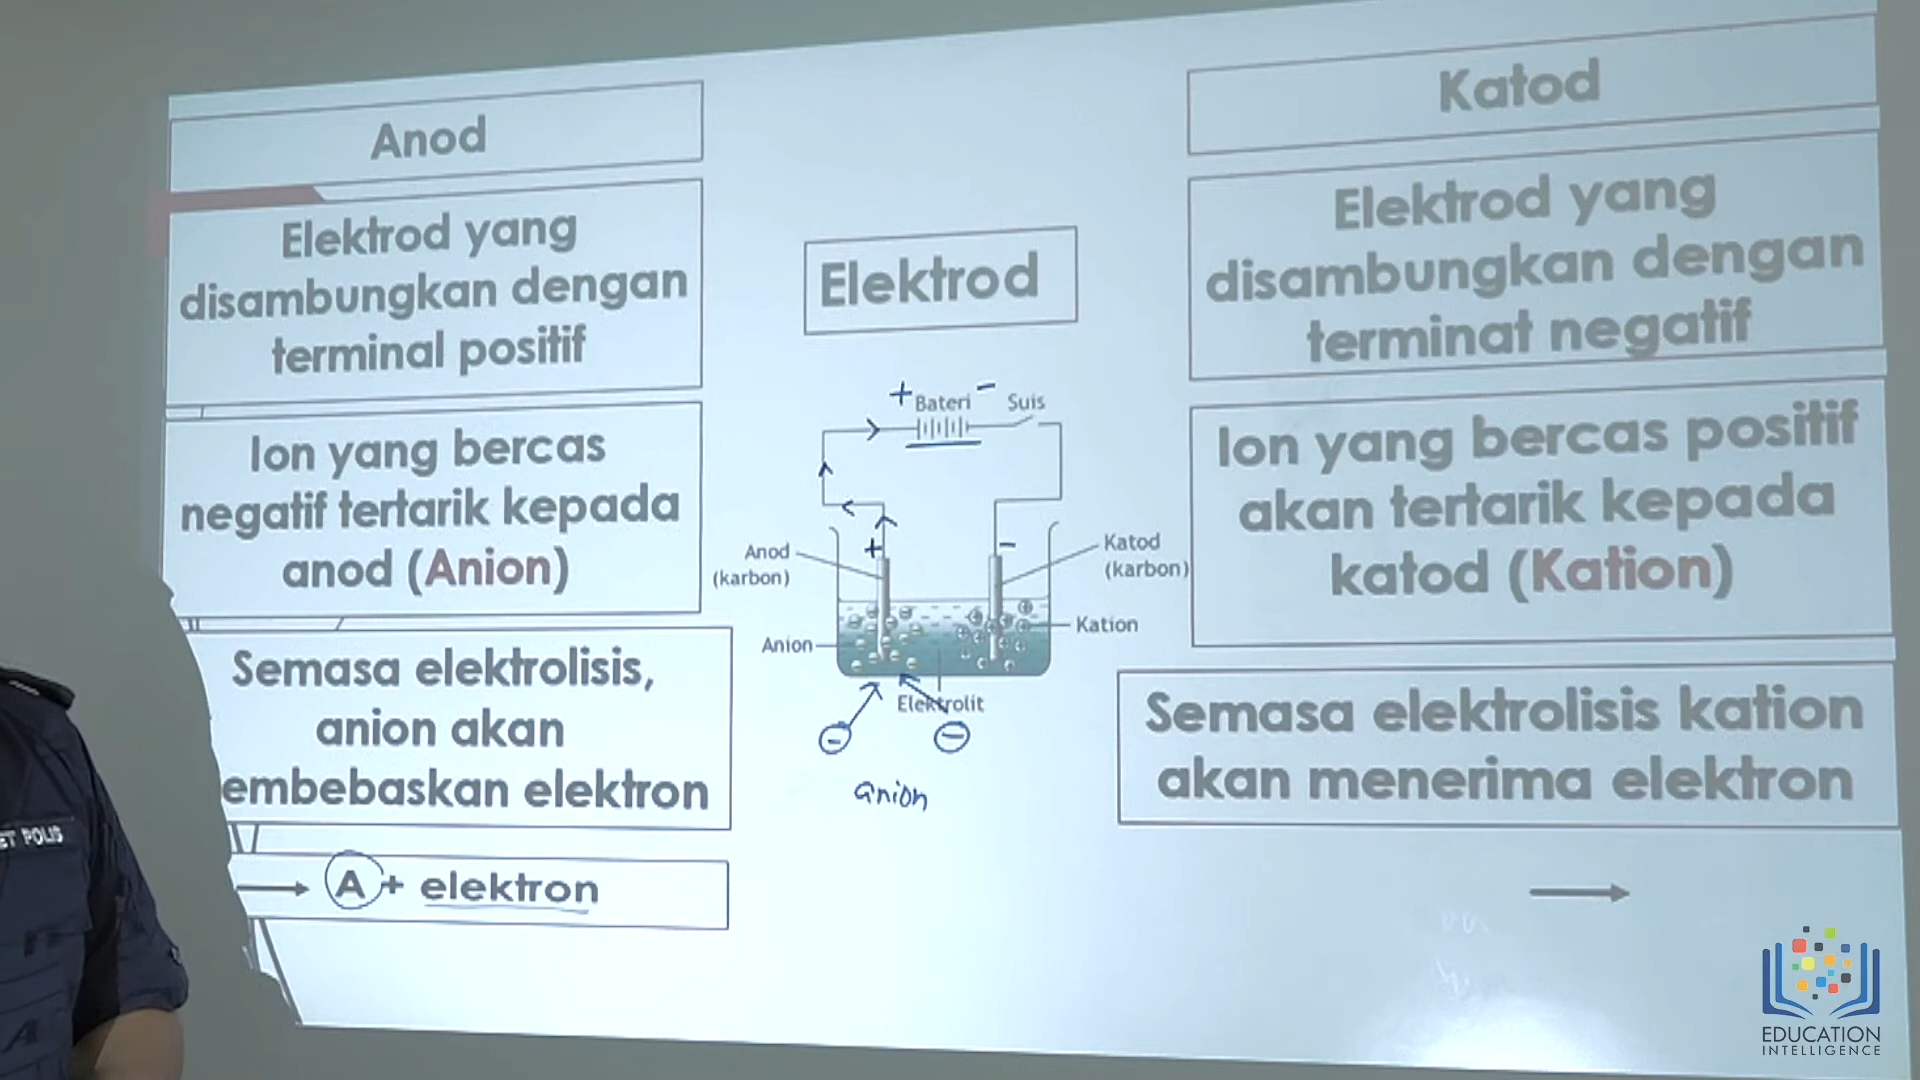 Anod
Elektrod yang
disambungkan dengan
terminal positif
Ion yang bercas
negatif tertarik kepada
anod (Anion)
Semasa elektrolisis,
anion akan
embebaskan elektron
A + elektron
Elektrod
+ Bateri - Suis
+
-
Anod
(karbon)
Katod
(karbon)
Anion
Kation
Elektrolit
- -
anion
Katod
Elektrod yang
disambungkan dengan
terminat negatif
Ion yang bercas positif
akan tertarik kepada
katod (Kation)
Semasa elektrolisis kation
akan menerima elektron
POLIS
EDUCATION
INTELLIGENCE